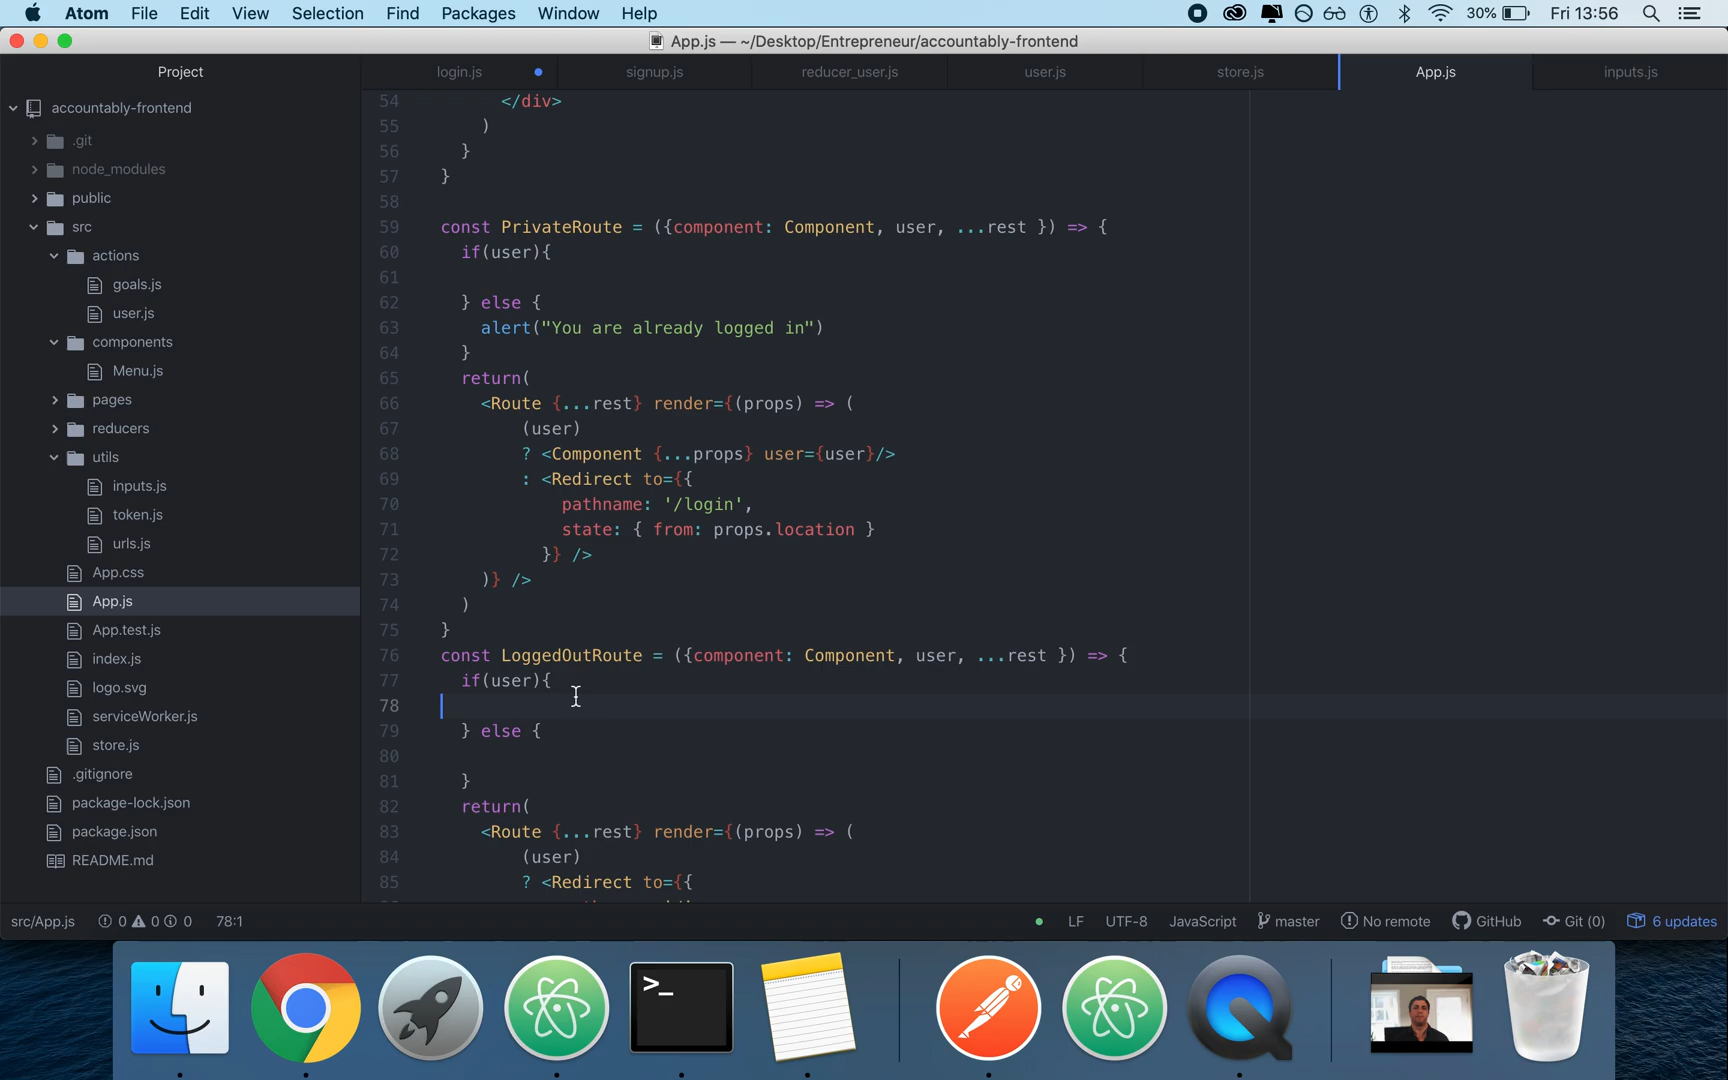 Atom File Edit View Selection Find Packages Window Help 30% Fri 13:56
App.js — ~/Desktop/Entrepreneur/accountably-frontend
Project
login.js signup.js reducer_user.js user.js store.js App.js inputs.js
accountably-frontend
.git
node_modules
public
src
actions
goals.js
user.js
components
Menu.js
pages
reducers
utils
inputs.js
token.js
urls.js
App.css
App.js
App.test.js
index.js
logo.svg
serviceWorker.js
store.js
.gitignore
package-lock.json
package.json
README.md
54 </div>
55 )
56 }
57 }
58
59 const PrivateRoute = ({component: Component, user, ...rest }) => {
60 if(user){
61
62 } else {
63 alert("You are already logged in")
64 }
65 return(
66 <Route {...rest} render={(props) => (
67 (user)
68 ? <Component {...props} user={user}/>
69 : <Redirect to={{
70 pathname: '/login',
71 state: { from: props.location }
72 }} />
73 )} />
74 )
75 }
76 const LoggedOutRoute = ({component: Component, user, ...rest }) => {
77 if(user){
78
79 } else {
80
81 }
82 return(
83 <Route {...rest} render={(props) => (
84 (user)
85 ? <Redirect to={{
src/App.js 0 0 0 78:1 LF UTF-8 JavaScript master No remote GitHub Git (0) 6 updates
>_